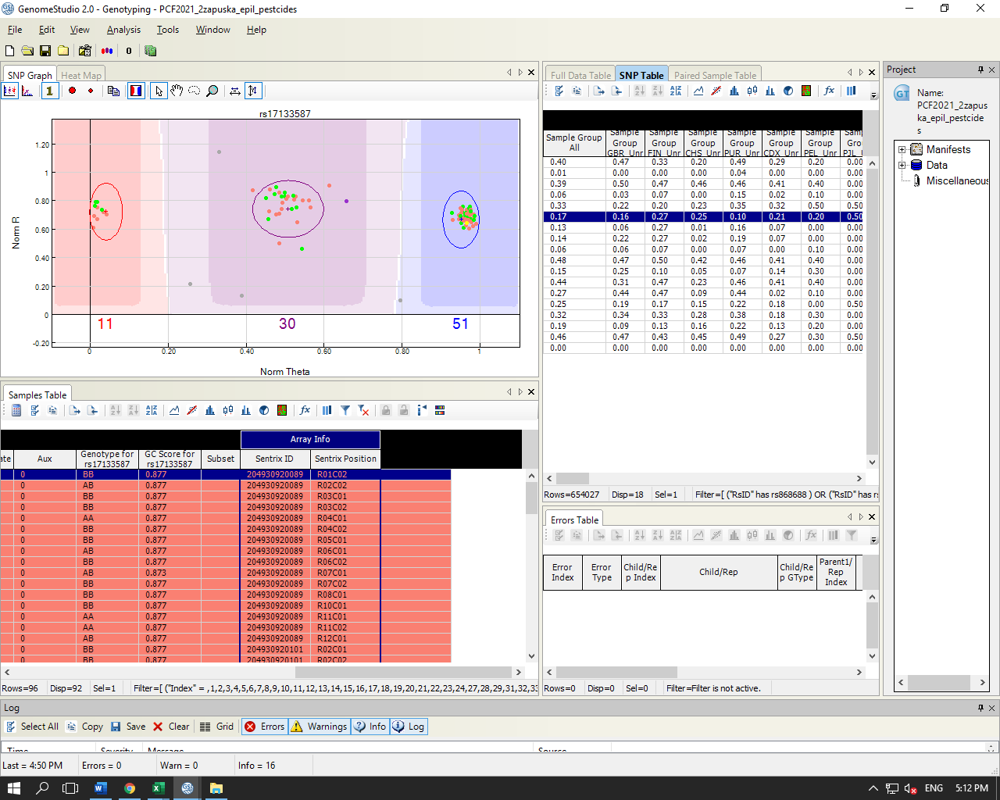 GenomeStudio 2.0 - Genotyping - PCF2021_2zapuska_epil_pestcides
File Edit View Analysis Tools Window Help
SNP Graph Heat Map
rs17133587
Norm R
1.20
1
0.80
0.60
0.40
0.20
0
-0.20
11 30 51
0 0.20 0.40 0.60 0.80 1
Norm Theta
Full Data Table SNP Table Paired Sample Table
Sample Group All Sample Group GBR_Unr Sample Group FIN_Unr Sample Group CHS_Unr Sample Group PUR_Unr Sample Group CDX_Unr Sample Group PEL_Unr
0.40 0.47 0.33 0.20 0.49 0.29 0.20 0.00
0.01 0.00 0.00 0.00 0.04 0.00 0.00 0.00
0.39 0.50 0.47 0.46 0.46 0.41 0.40 0.00
0.06 0.03 0.07 0.00 0.15 0.02 0.10 0.00
0.33 0.22 0.20 0.23 0.35 0.32 0.50 0.50
0.17 0.16 0.27 0.25 0.10 0.21 0.20 0.50
0.13 0.06 0.27 0.01 0.16 0.07 0.00 0.00
0.14 0.22 0.27 0.02 0.19 0.07 0.00 0.00
0.06 0.06 0.07 0.00 0.07 0.00 0.10 0.00
0.48 0.47 0.50 0.42 0.46 0.41 0.40 0.00
0.15 0.25 0.10 0.05 0.07 0.14 0.30 0.00
0.44 0.31 0.47 0.23 0.46 0.41 0.40 0.00
0.27 0.44 0.47 0.09 0.44 0.02 0.10 0.00
0.25 0.19 0.17 0.15 0.22 0.18 0.00 0.50
0.32 0.34 0.33 0.28 0.38 0.18 0.30 0.00
0.19 0.09 0.13 0.16 0.22 0.13 0.20 0.00
0.46 0.47 0.43 0.45 0.49 0.27 0.30 0.50
0.00 0.00 0.00 0.00 0.00 0.00 0.00 0.00
Rows=654027 Disp=18 Sel=1 Filter=[ ("RsID" has rs868688 ) OR ("RsID" has rs
Project
Name:
PCF2021_2zapus
ka_epil_pestcide
s
Manifests
Data
Miscellaneous
Samples Table
Array Info
Aux Genotype for rs17133587 GC Score for rs17133587 Subset Sentrix ID Sentrix Position
0 BB 0.877 204930920089 R01C02
0 AB 0.877 204930920089 R02C02
0 BB 0.877 204930920089 R03C01
0 BB 0.877 204930920089 R03C02
0 AA 0.877 204930920089 R04C01
0 BB 0.877 204930920089 R04C02
0 BB 0.877 204930920089 R05C01
0 AB 0.877 204930920089 R06C01
0 BB 0.877 204930920089 R06C02
0 AB 0.873 204930920089 R07C01
0 BB 0.877 204930920089 R07C02
0 BB 0.877 204930920089 R08C01
0 BB 0.877 204930920089 R10C01
0 AA 0.877 204930920089 R11C01
0 AA 0.877 204930920089 R11C02
0 AB 0.877 204930920089 R12C01
0 BB 0.877 204930920101 R02C01
0 BB 0.877 204930920101 R02C02
Rows=96 Disp=92 Sel=1 Filter=[ ("Index" = ,1,2,3,4,5,6,7,8,9,10,11,12,13,14,15,16,17,18,19,20,21,22,23,24,27,28,29,31,32,33
Errors Table
Error Index Error Type Child/Rep Index Child/Rep Child/Rep GType Parent1/Rep Index
Rows=0 Disp=0 Sel=0 Filter=Filter is not active.
Log
Select All Copy Save Clear Grid Errors Warnings Info Log
Time Severity Message Source
Last = 4:50 PM Errors = 0 Warn = 0 Info = 16
ENG 5:12 PM